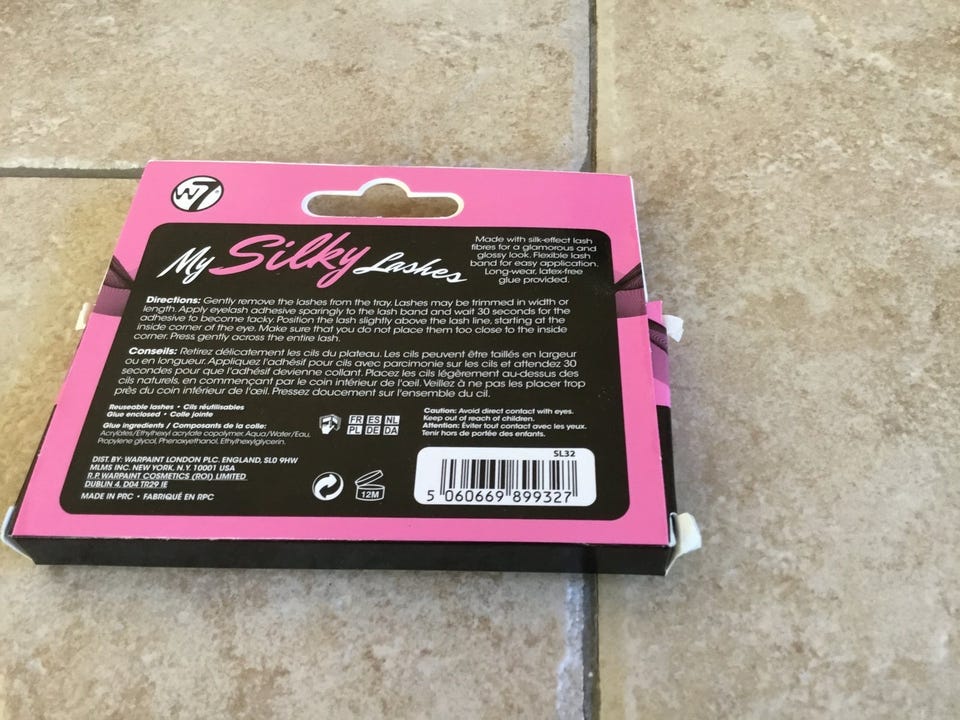 W7
My Silky Lashes
Made with silk-effect lash
fibres for a glamorous and
glossy look. Flexible lash
band for easy application.
Long-wear, latex-free
glue provided.
Directions: Gently remove the lashes from the tray. Lashes may be trimmed in width or
length. Apply eyelash adhesive sparingly to the lash band and wait 30 seconds for the
adhesive to become tacky. Position the lash slightly above the lash line, starting at the
inside corner of the eye. Make sure that you do not place them too close to the inside
corner. Press gently across the entire lash.
Conseils: Retirez délicatement les cils du plateau. Les cils peuvent être taillés en largeur
ou en longueur. Appliquez l'adhésif pour cils avec parcimonie sur les cils et attendez 30
secondes pour que l'adhésif devienne collant. Placez les cils légèrement au-dessus des
cils naturels, en commençant par le coin intérieur de l'œil. Veillez à ne pas les placer trop
près du coin intérieur de l'œil. Pressez doucement sur l'ensemble du cil.
Reuseable lashes • Cils réutilisables
Glue enclosed • Colle jointe
Glue ingredients / Composants de la colle:
Acrylates/Ethylhexyl acrylate copolymer, Aqua/Water/Eau,
Propylene glycol, Phenoxyethanol, Ethylhexylglycerin.
FR ES NL
PL DE DA
Caution: Avoid direct contact with eyes.
Keep out of reach of children.
Attention: Éviter tout contact avec les yeux.
Tenir hors de portée des enfants.
DIST. BY: WARPAINT LONDON PLC. ENGLAND, SL0 9HW
MLMS INC. NEW YORK, N.Y. 10001 USA
R.P. WARPAINT COSMETICS (ROI) LIMITED
DUBLIN 4, D04 TR29 IE
MADE IN PRC • FABRIQUÉ EN RPC
12M
SL32
5 060669 899327